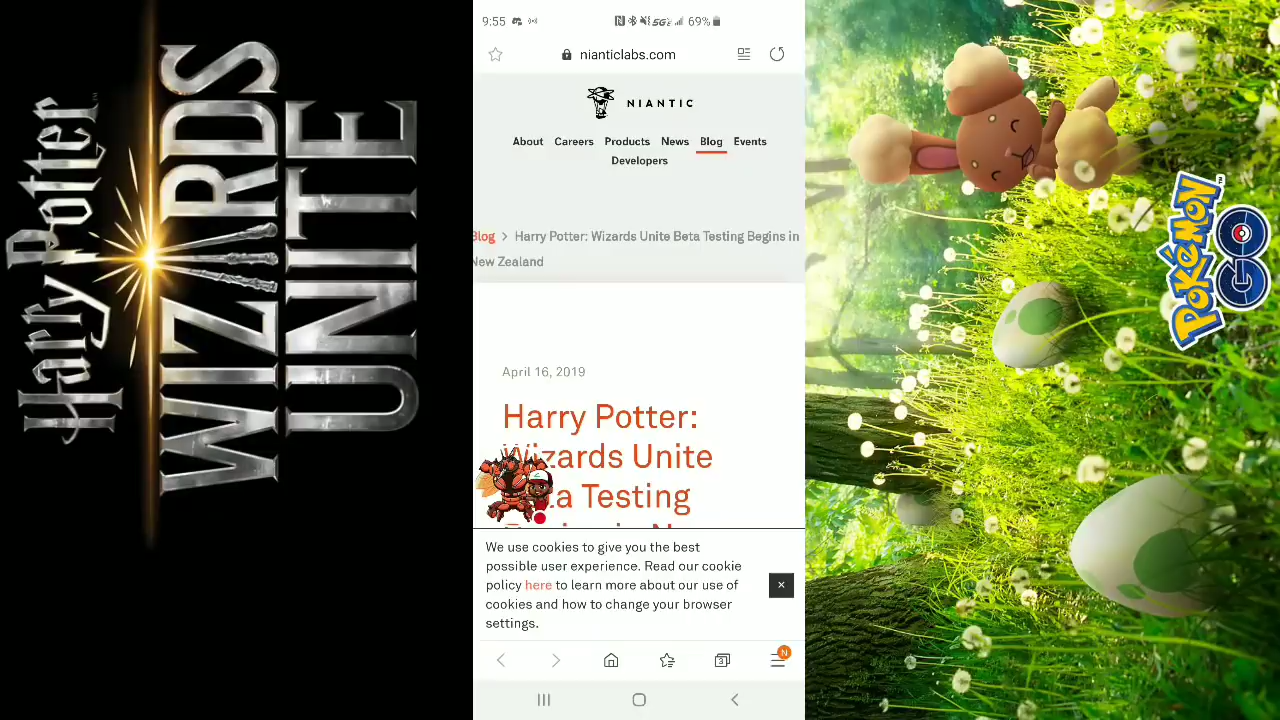 Harry Potter
WIZARDS
UNITE
9:55
69%
nianticlabs.com
NIANTIC
About Careers Products News Blog Events
Developers
Blog > Harry Potter: Wizards Unite Beta Testing Begins in
New Zealand
April 16, 2019
Harry Potter:
Wizards Unite
Testing
We use cookies to give you the best
possible user experience. Read our cookie
policy here to learn more about our use of
cookies and how to change your browser
settings.
3
N
POKéMON
GO